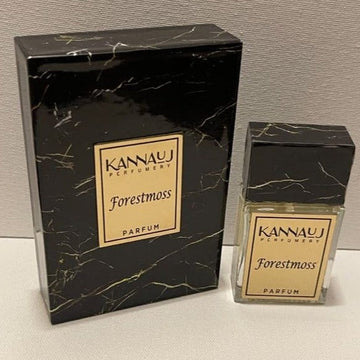 KANNAUJ
PERFUMERY
Forestmoss
PARFUM
KANNAUJ
PERFUMERY
Forestmoss
PARFUM